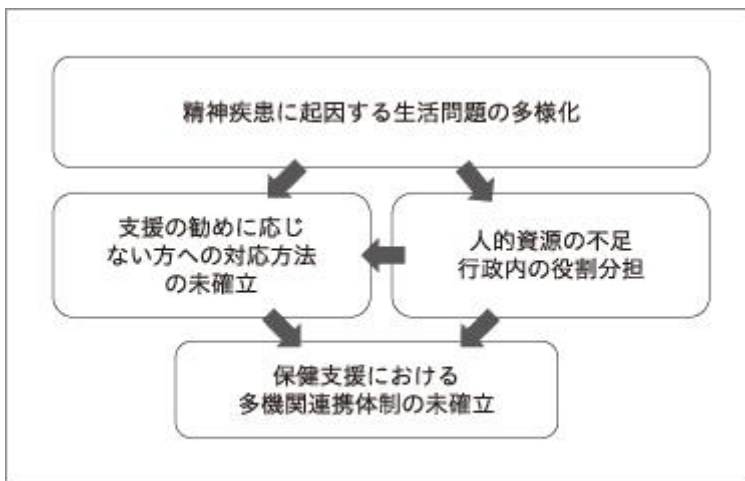 精神疾患に起因する生活問題の多様化
支援の勧めに応じ
ない方への対応方法
の未確立
人的資源の不足
行政内の役割分担
保健支援における
多機関連携体制の未確立